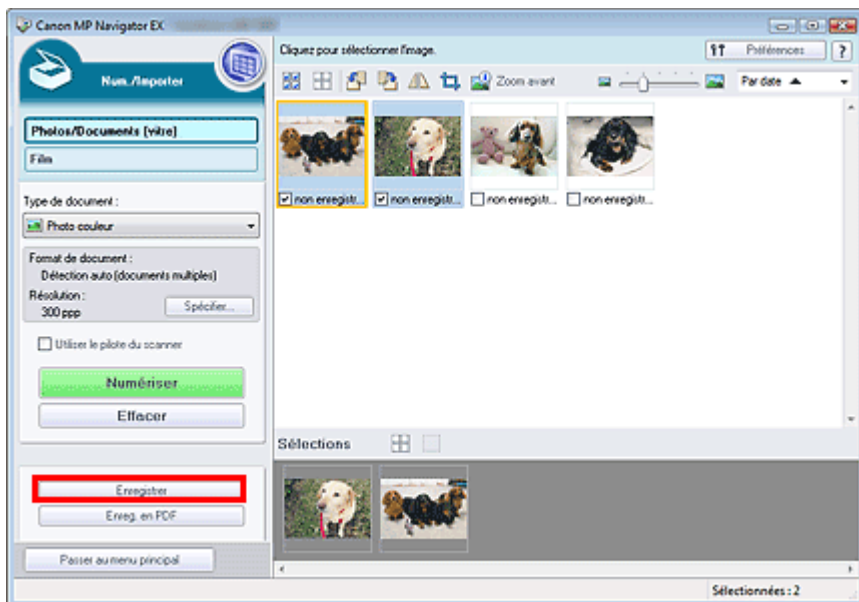 Canon MP Navigator EX
Num./Importer
Photos/Documents (vitre)
Film
Type de document :
Photo couleur
Format de document :
Détection auto (documents multiples)
Résolution :
300 ppp
Spécifier...
Utiliser le pilote du scanner
Numériser
Effacer
Enregistrer
Enreg. en PDF
Passer au menu principal
Cliquez pour sélectionner l'image.
Préférences
?
Zoom avant
Par date
non enregistr...
non enregistr...
non enregistr...
non enregistr...
Sélections
Sélectionnées : 2